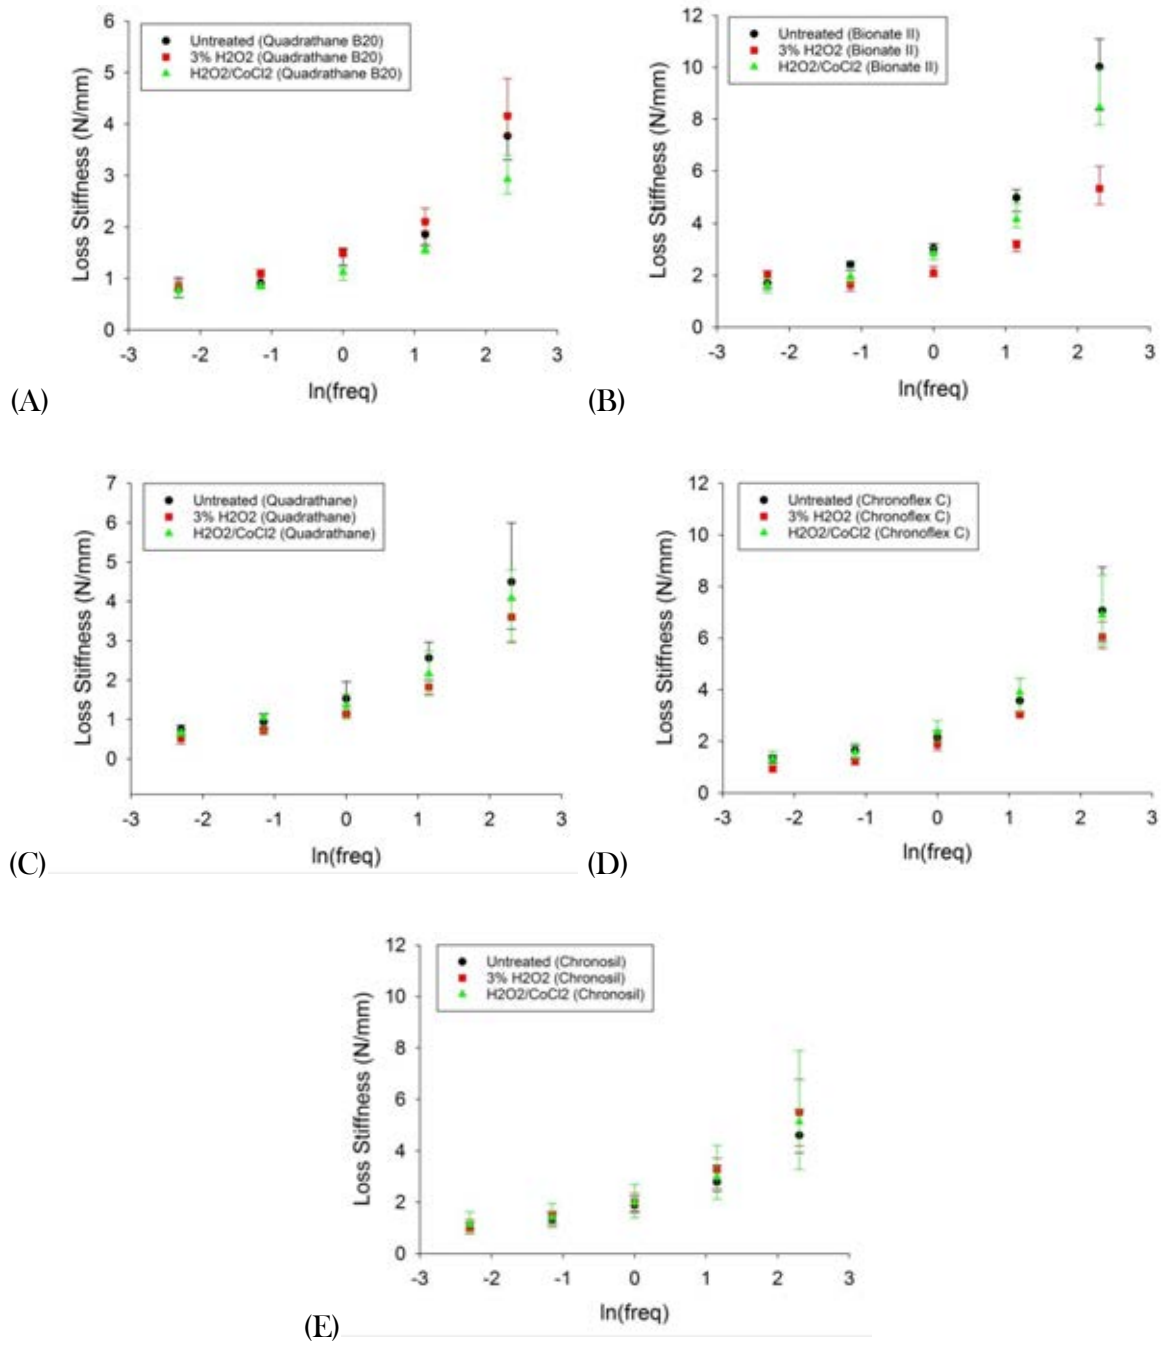 6
5
4
3
2
1
0
Loss Stiffness (N/mm)
Untreated (Quadrathane B20)
3% H2O2 (Quadrathane B20)
H2O2/CoCl2 (Quadrathane B20)
-3 -2 -1 0 1 2 3
ln(freq)
(A)
12
10
8
6
4
2
0
Loss Stiffness (N/mm)
Untreated (Bionate II)
3% H2O2 (Bionate II)
H2O2/CoCl2 (Bionate II)
-3 -2 -1 0 1 2 3
ln(freq)
(B)
7
6
5
4
3
2
1
0
Loss Stiffness (N/mm)
Untreated (Quadrathane)
3% H2O2 (Quadrathane)
H2O2/CoCl2 (Quadrathane)
-3 -2 -1 0 1 2 3
ln(freq)
(C)
12
10
8
6
4
2
0
Loss Stiffness (N/mm)
Untreated (Chronoflex C)
3% H2O2 (Chronoflex C)
H2O2/CoCl2 (Chronoflex C)
-3 -2 -1 0 1 2 3
ln(freq)
(D)
12
10
8
6
4
2
0
Loss Stiffness (N/mm)
Untreated (Chronosil)
3% H2O2 (Chronosil)
H2O2/CoCl2 (Chronosil)
-3 -2 -1 0 1 2 3
ln(freq)
(E)